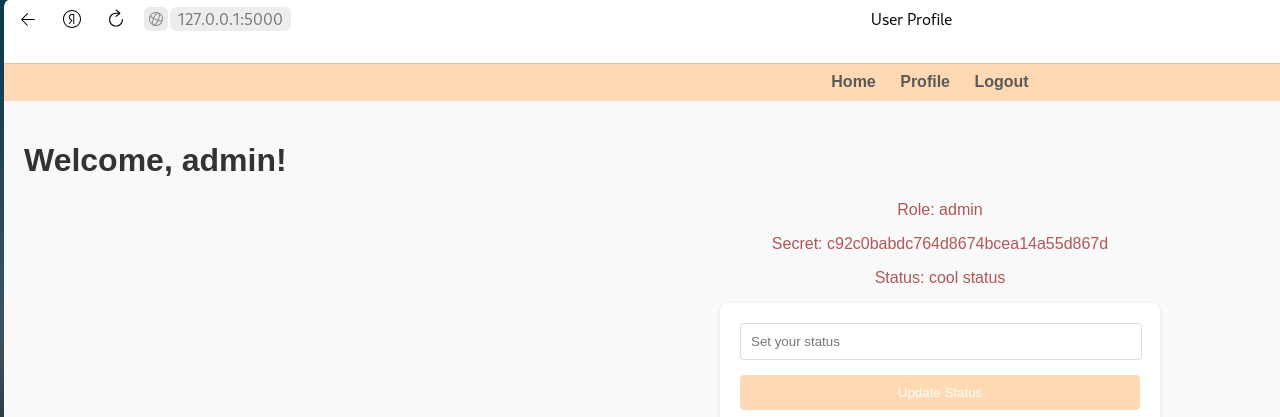 127.0.0.1:5000 User Profile
Home Profile Logout
Welcome, admin!
Role: admin
Secret: c92c0babdc764d8674bcea14a55d867d
Status: cool status
Set your status
Update Status